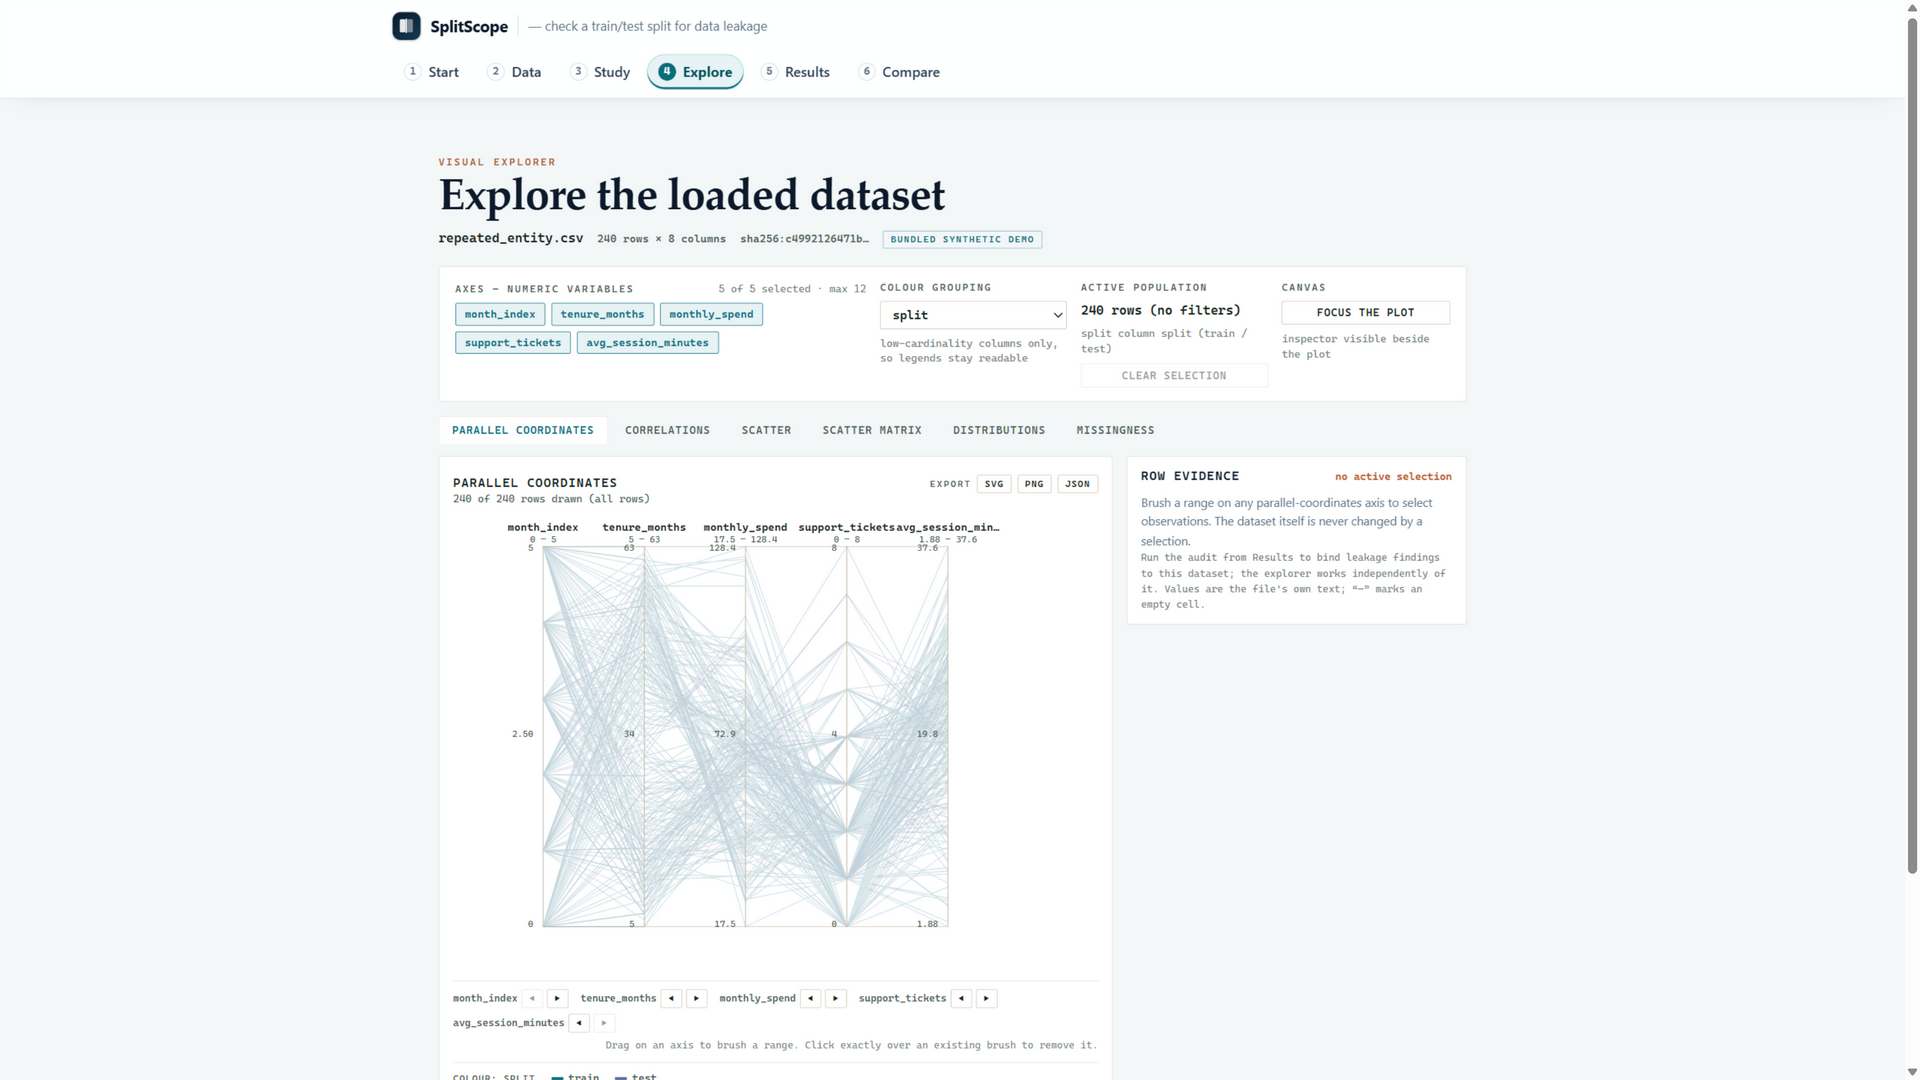 SplitScope
— check a train/test split for data leakage
1 Start
2 Data
3 Study
4 Explore
5 Results
6 Compare
VISUAL EXPLORER
Explore the loaded dataset
repeated_entity.csv 240 rows × 8 columns sha256:c4992126471b… BUNDLED SYNTHETIC DEMO
AXES — NUMERIC VARIABLES
5 of 5 selected · max 12
month_index
tenure_months
monthly_spend
support_tickets
avg_session_minutes
COLOUR GROUPING
split
low-cardinality columns only,
so legends stay readable
ACTIVE POPULATION
240 rows (no filters)
split column split (train /
test)
CLEAR SELECTION
CANVAS
FOCUS THE PLOT
inspector visible beside
the plot
PARALLEL COORDINATES
CORRELATIONS
SCATTER
SCATTER MATRIX
DISTRIBUTIONS
MISSINGNESS
PARALLEL COORDINATES
240 of 240 rows drawn (all rows)
EXPORT SVG PNG JSON
month_index tenure_months monthly_spend support_tickets avg_session_min…
0 — 5 5 — 63 17.5 — 128.4 0 — 8 1.88 — 37.6
5 63 128.4 8 37.6
2.50 34 72.9 4 19.8
0 5 17.5 0 1.88
month_index ◄ ► tenure_months ◄ ► monthly_spend ◄ ► support_tickets ◄ ►
avg_session_minutes ◄ ►
Drag on an axis to brush a range. Click exactly over an existing brush to remove it.
COLOUR: SPLIT train test
ROW EVIDENCE
no active selection
Brush a range on any parallel-coordinates axis to select
observations. The dataset itself is never changed by a
selection.
Run the audit from Results to bind leakage findings
to this dataset; the explorer works independently of
it. Values are the file's own text; “—” marks an
empty cell.